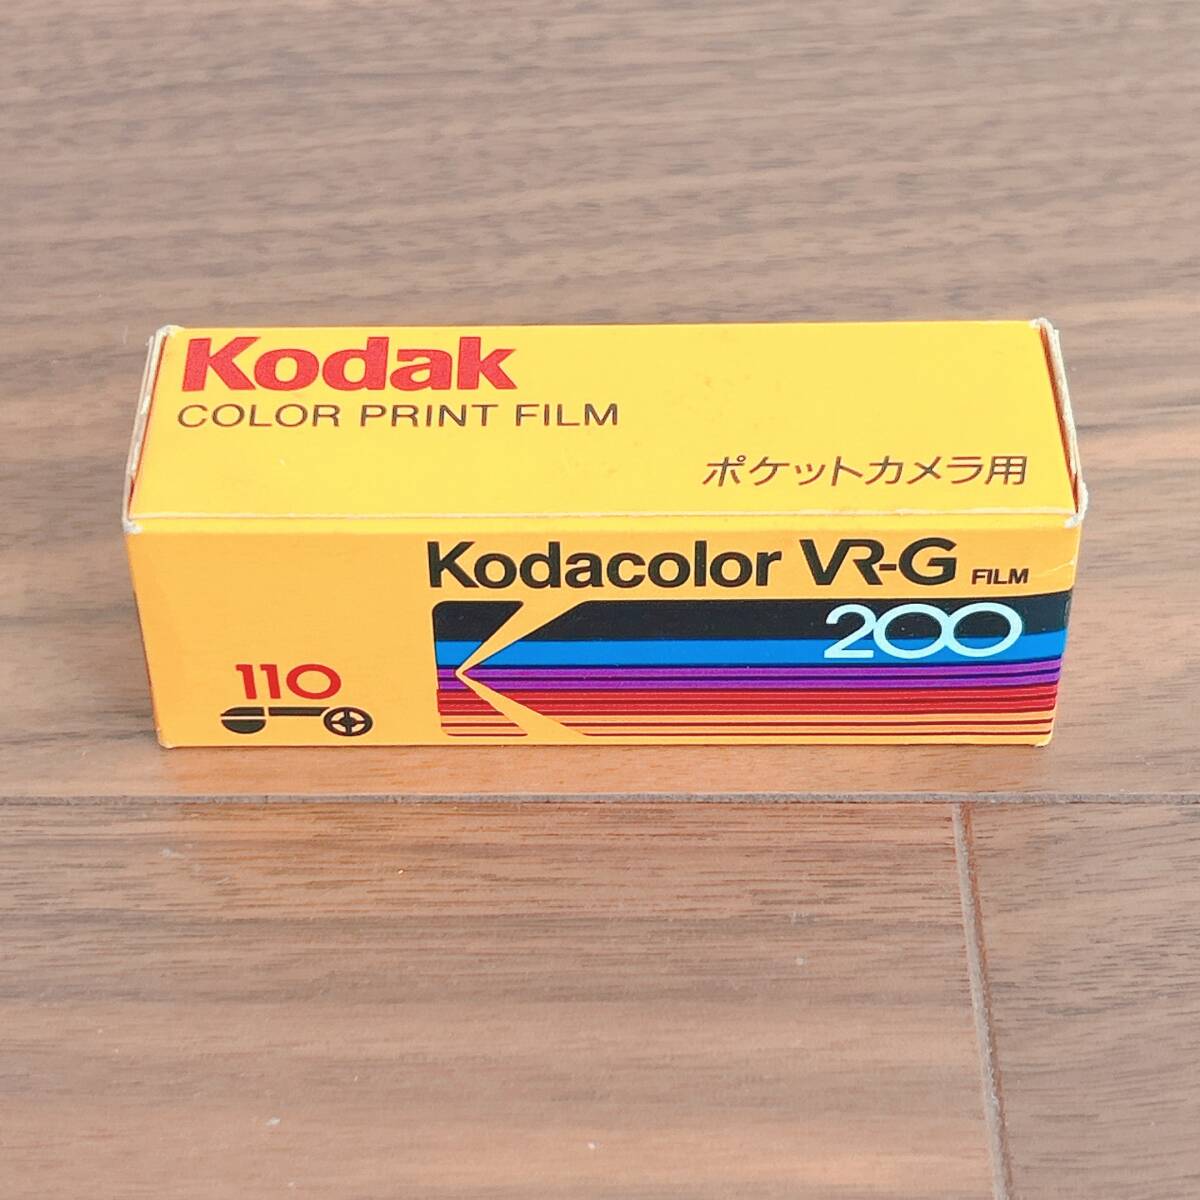 Kodak
COLOR PRINT FILM
ポケットカメラ用
Kodacolor VR-G FILM
200
110